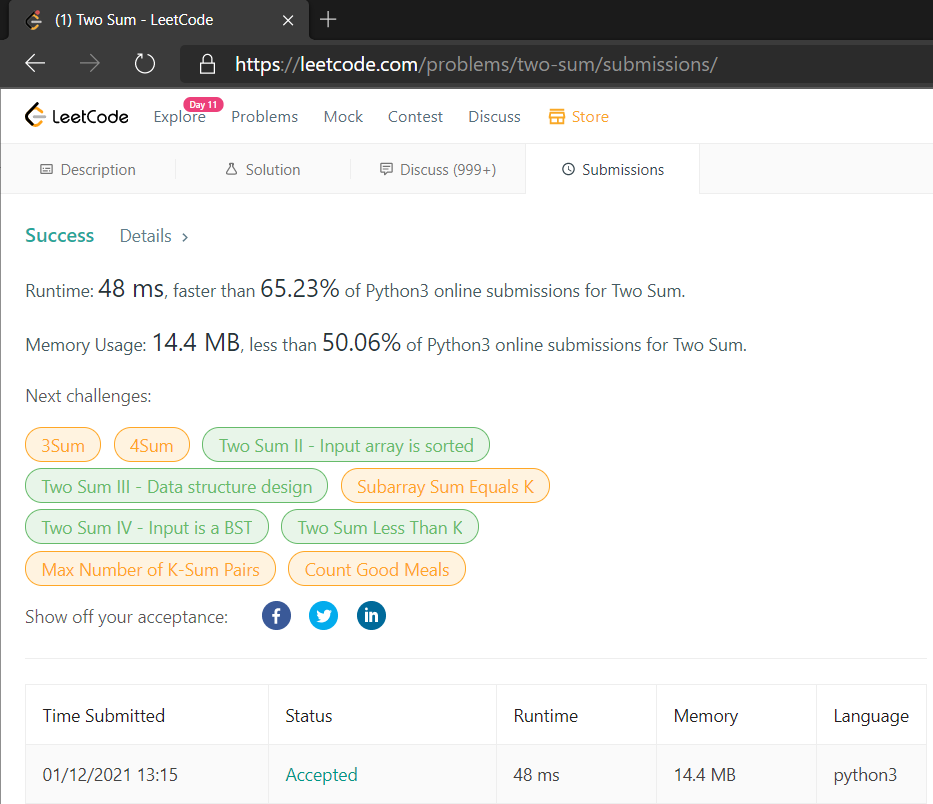 (1) Two Sum - LeetCode
https://leetcode.com/problems/two-sum/submissions/
LeetCode Explore Day 11 Problems Mock Contest Discuss Store
Description Solution Discuss (999+) Submissions
Success Details >
Runtime: 48 ms, faster than 65.23% of Python3 online submissions for Two Sum.
Memory Usage: 14.4 MB, less than 50.06% of Python3 online submissions for Two Sum.
Next challenges:
3Sum 4Sum Two Sum II - Input array is sorted
Two Sum III - Data structure design Subarray Sum Equals K
Two Sum IV - Input is a BST Two Sum Less Than K
Max Number of K-Sum Pairs Count Good Meals
Show off your acceptance:
Time Submitted Status Runtime Memory Language
01/12/2021 13:15 Accepted 48 ms 14.4 MB python3